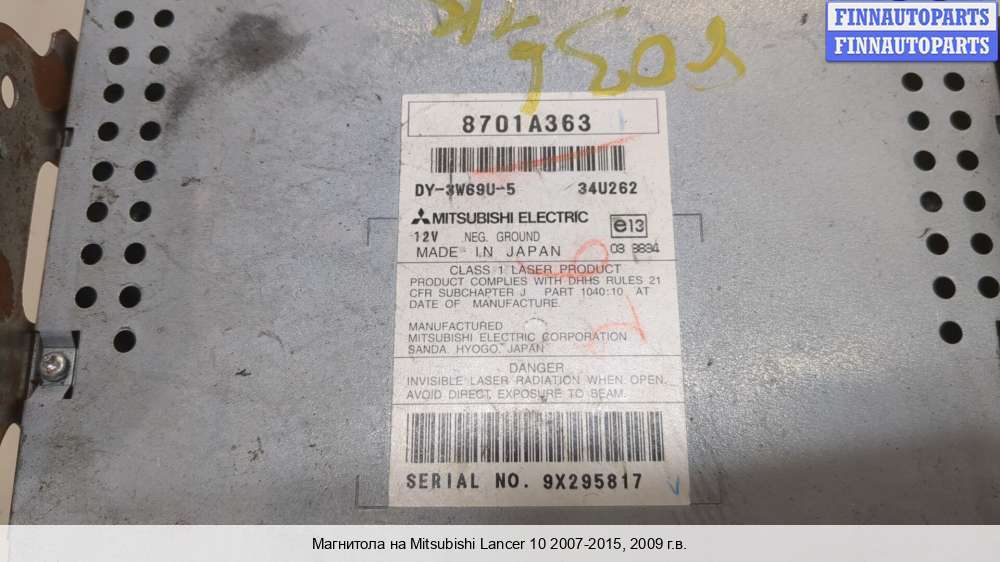 FINNAUTOPARTS
FINNAUTOPARTS
8701A363
DY-3W69U-5 34U262
MITSUBISHI ELECTRIC
12V NEG. GROUND
e13
MADE IN JAPAN 03
CLASS 1 LASER PRODUCT
PRODUCT COMPLIES WITH DHHS RULES 21
CFR SUBCHAPTER J PART 1040:10 AT
DATE OF MANUFACTURE.
MANUFACTURED
MITSUBISHI ELECTRIC CORPORATION
SANDA. HYOGO. JAPAN
DANGER
INVISIBLE LASER RADIATION WHEN OPEN.
AVOID DIRECT EXPOSURE TO BEAM.
SERIAL NO. 9X295817
Магнитола на Mitsubishi Lancer 10 2007-2015, 2009 г.в.